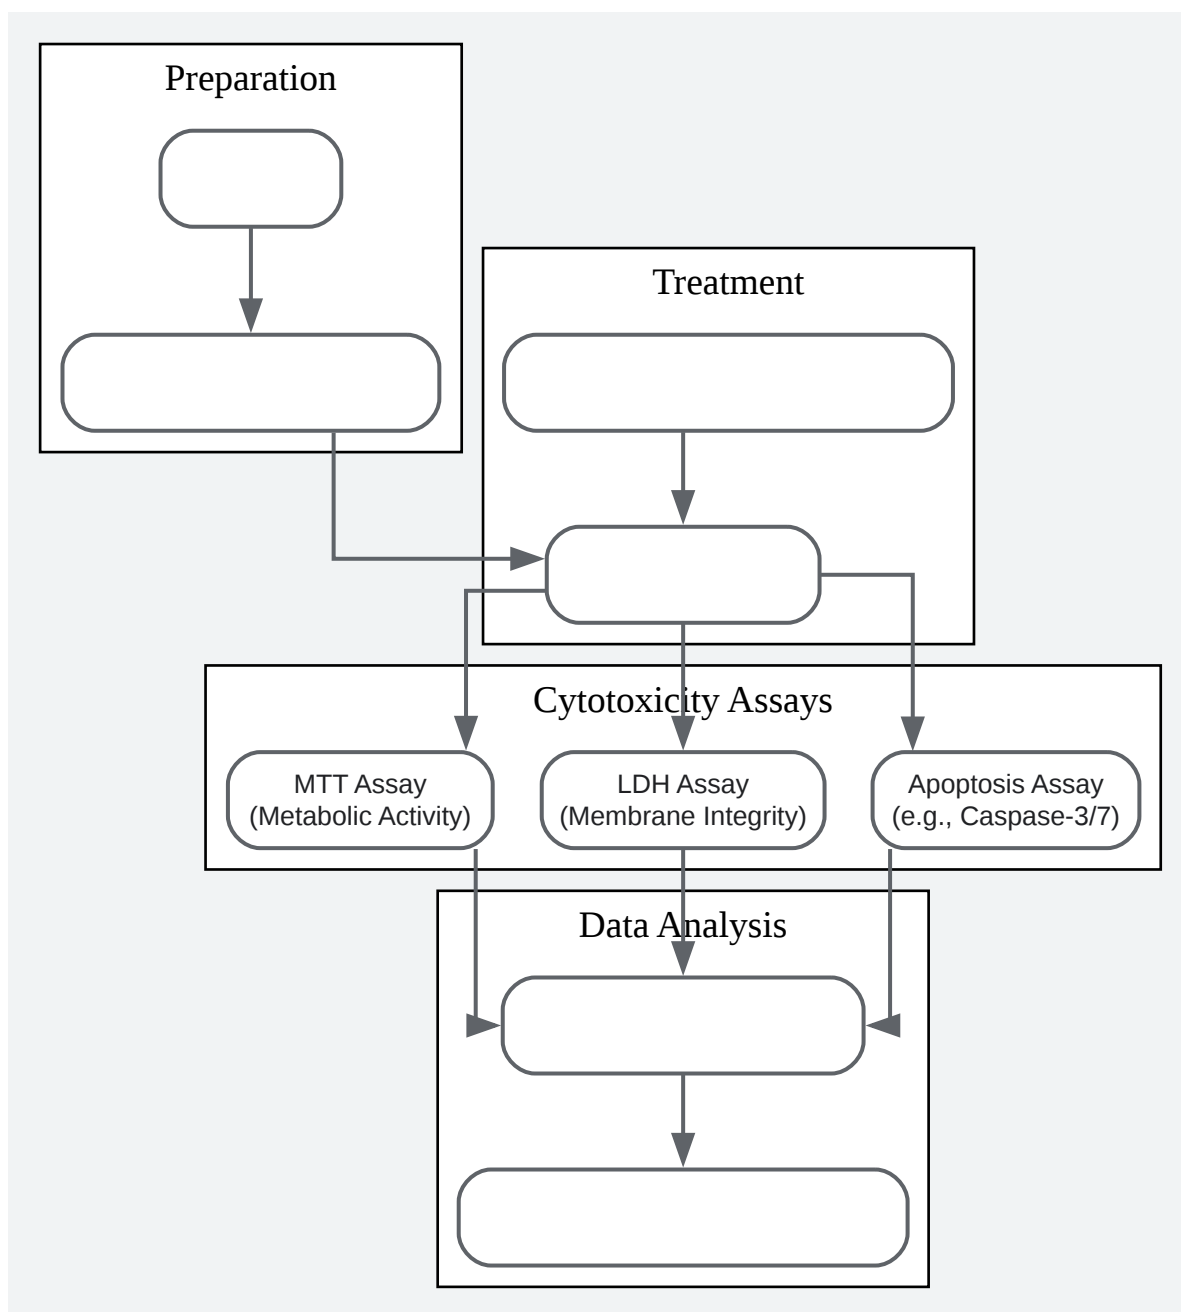 Preparation
Treatment
Cytotoxicity Assays
MTT Assay
(Metabolic Activity)
LDH Assay
(Membrane Integrity)
Apoptosis Assay
(e.g., Caspase-3/7)
Data Analysis